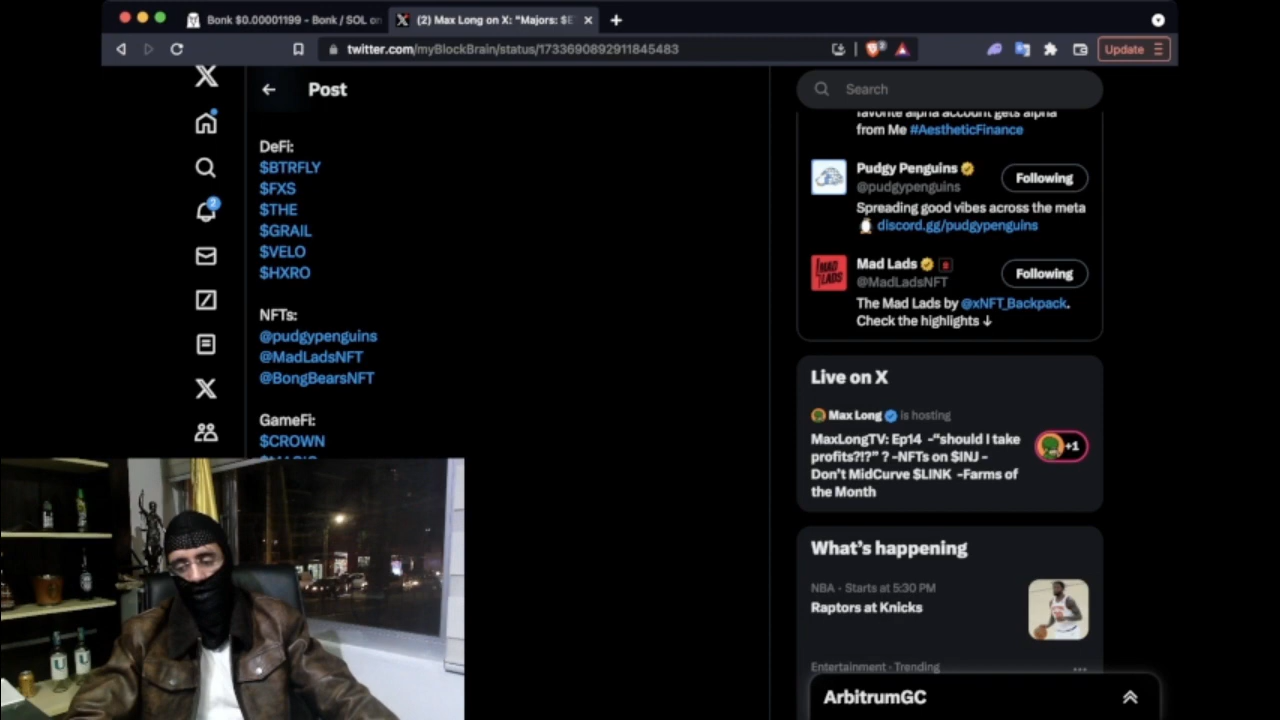 Bonk $0.00001199 - Bonk / SOL on
(2) Max Long on X: "Majors: $E
twitter.com/myBlockBrain/status/1733690892911845483
Update
Post
Search
DeFi:
$BTRFLY
$FXS
$THE
$GRAIL
$VELO
$HXRO
NFTs:
@pudgypenguins
@MadLadsNFT
@BongBearsNFT
GameFi:
$CROWN
2
favorite alpha account gets alpha
from Me #AestheticFinance
Pudgy Penguins
@pudgypenguins
Following
Spreading good vibes across the meta
discord.gg/pudgypenguins
MAD
LADS
Mad Lads
@MadLadsNFT
Following
The Mad Lads by @xNFT_Backpack.
Check the highlights ↓
Live on X
Max Long is hosting
MaxLongTV: Ep14 -"should I take
profits?!?" ? -NFTs on $INJ -
Don't MidCurve $LINK -Farms of
the Month
+1
What's happening
NBA · Starts at 5:30 PM
Raptors at Knicks
Entertainment · Trending
ArbitrumGC